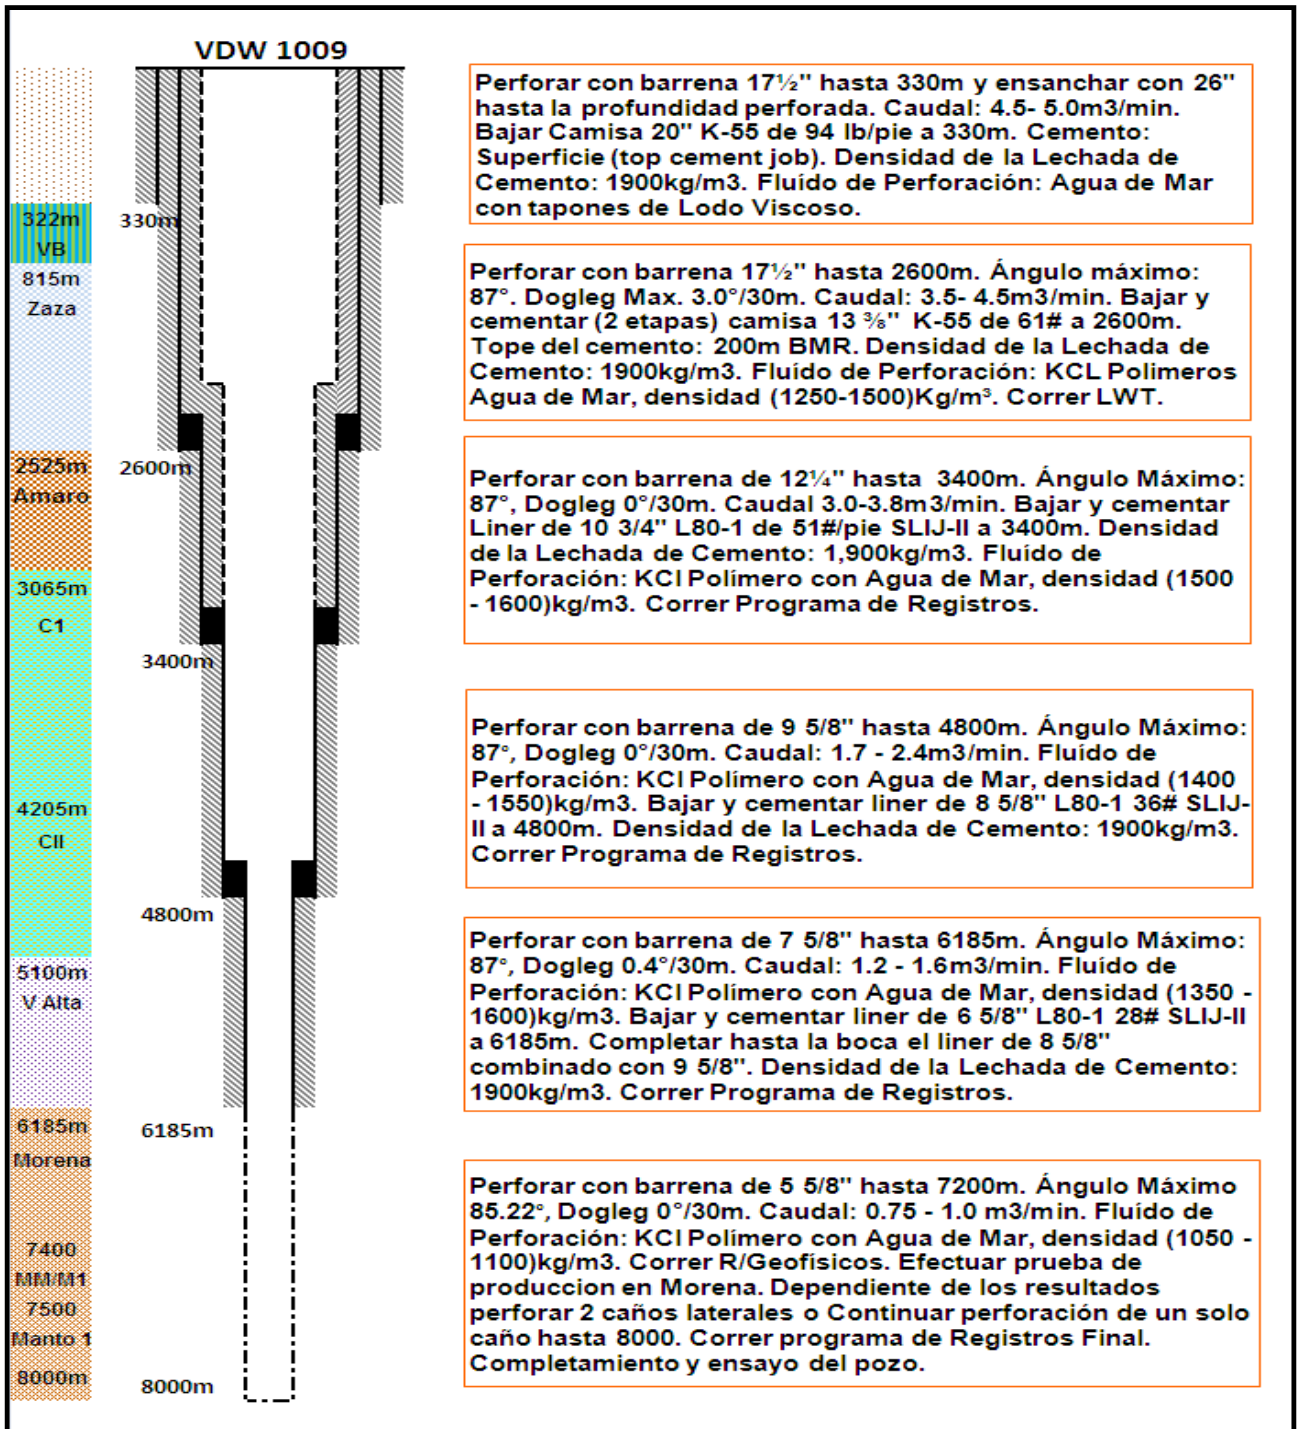 VDW 1009
322m
VB
815m
Zaza
2525m
Amaro
3065m
C1
4205m
CII
5100m
V Alta
6185m
Morena
7400
MM/M1
7500
Manto 1
8000m
330m
2600m
3400m
4800m
6185m
8000m
Perforar con barrena 17½" hasta 330m y ensanchar con 26"
hasta la profundidad perforada. Caudal: 4.5- 5.0m3/min.
Bajar Camisa 20" K-55 de 94 lb/pie a 330m. Cemento:
Superficie (top cement job). Densidad de la Lechada de
Cemento: 1900kg/m3. Fluído de Perforación: Agua de Mar
con tapones de Lodo Viscoso.
Perforar con barrena 17½" hasta 2600m. Ángulo máximo:
87°. Dogleg Max. 3.0°/30m. Caudal: 3.5- 4.5m3/min. Bajar y
cementar (2 etapas) camisa 13 ⅜" K-55 de 61# a 2600m.
Tope del cemento: 200m BMR. Densidad de la Lechada de
Cemento: 1900kg/m3. Fluído de Perforación: KCL Polimeros
Agua de Mar, densidad (1250-1500)Kg/m³. Correr LWT.
Perforar con barrena de 12¼" hasta 3400m. Ángulo Máximo:
87°, Dogleg 0°/30m. Caudal 3.0-3.8m3/min. Bajar y cementar
Liner de 10 3/4" L80-1 de 51#/pie SLIJ-II a 3400m. Densidad
de la Lechada de Cemento: 1,900kg/m3. Fluído de
Perforación: KCl Polímero con Agua de Mar, densidad (1500
- 1600)kg/m3. Correr Programa de Registros.
Perforar con barrena de 9 5/8" hasta 4800m. Ángulo Máximo:
87°, Dogleg 0°/30m. Caudal: 1.7 - 2.4m3/min. Fluído de
Perforación: KCl Polímero con Agua de Mar, densidad (1400
- 1550)kg/m3. Bajar y cementar liner de 8 5/8" L80-1 36# SLIJ-
II a 4800m. Densidad de la Lechada de Cemento: 1900kg/m3.
Correr Programa de Registros.
Perforar con barrena de 7 5/8" hasta 6185m. Ángulo Máximo:
87°, Dogleg 0.4°/30m. Caudal: 1.2 - 1.6m3/min. Fluído de
Perforación: KCl Polímero con Agua de Mar, densidad (1350 -
1600)kg/m3. Bajar y cementar liner de 6 5/8" L80-1 28# SLIJ-II
a 6185m. Completar hasta la boca el liner de 8 5/8"
combinado con 9 5/8". Densidad de la Lechada de Cemento:
1900kg/m3. Correr Programa de Registros.
Perforar con barrena de 5 5/8" hasta 7200m. Ángulo Máximo
85.22°, Dogleg 0°/30m. Caudal: 0.75 - 1.0 m3/min. Fluído de
Perforación: KCl Polímero con Agua de Mar, densidad (1050 -
1100)kg/m3. Correr R/Geofísicos. Efectuar prueba de
produccion en Morena. Dependiente de los resultados
perforar 2 caños laterales o Continuar perforación de un solo
caño hasta 8000. Correr programa de Registros Final.
Completamiento y ensayo del pozo.